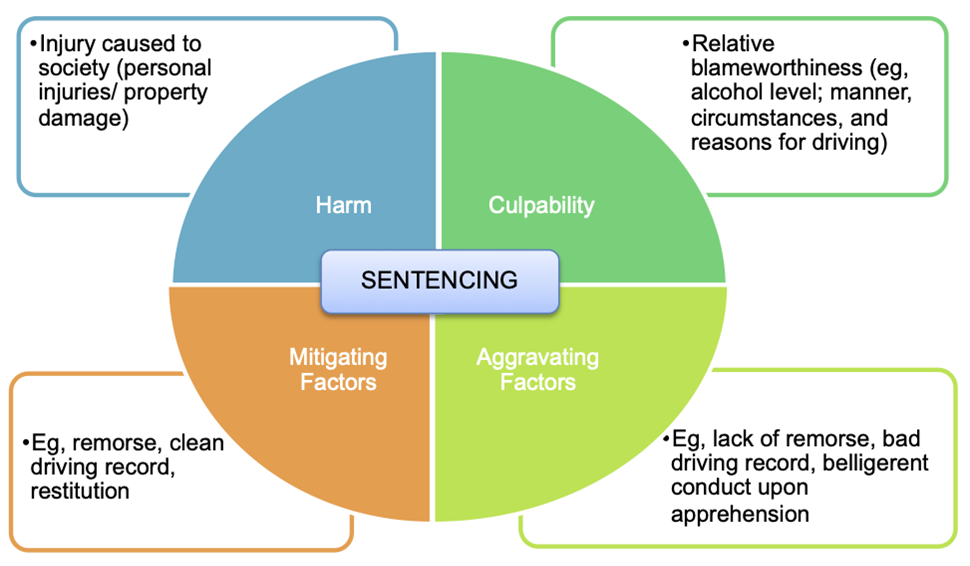 •Injury caused to
society (personal
injuries/ property
damage)
•Relative
blameworthiness (eg,
alcohol level; manner,
circumstances, and
reasons for driving)
Harm
Culpability
SENTENCING
Mitigating
Factors
Aggravating
Factors
•Eg, remorse, clean
driving record,
restitution
•Eg, lack of remorse, bad
driving record, belligerent
conduct upon
apprehension